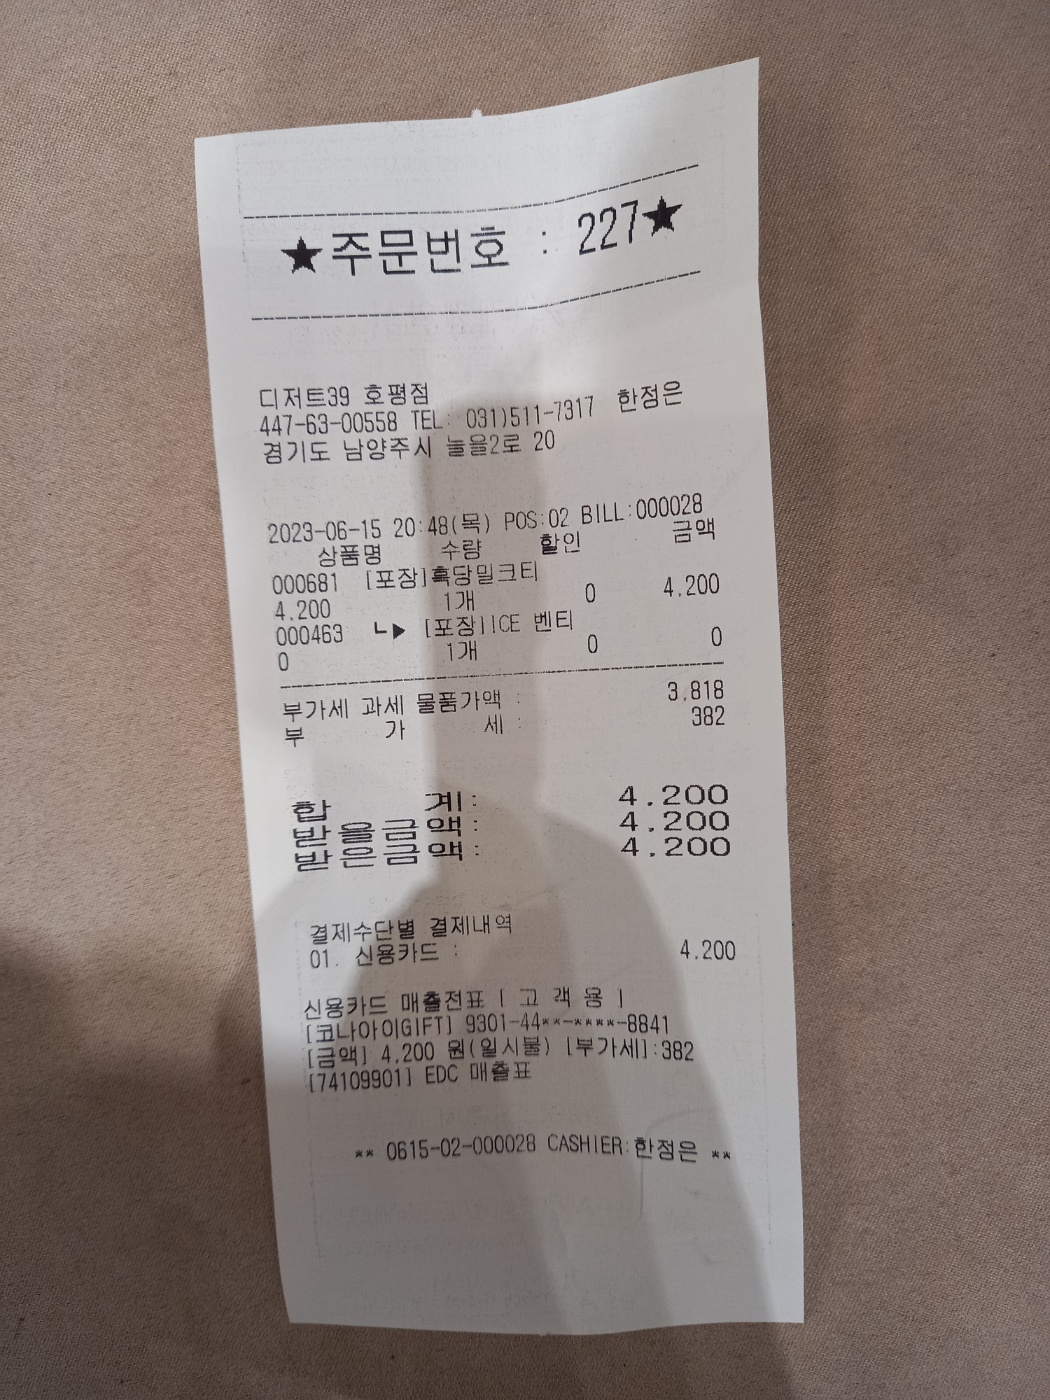 ★주문번호 : 227★
디저트39 호평점
447-63-00558 TEL: 031)511-7317 한정은
경기도 남양주시 늘을2로 20
2023-06-15 20:48(목) POS:02 BILL:000028
상품명 수량 할인 금액
000681 [포장]흑당밀크티
4.200 1개 0 4.200
000463 ┗▶ [포장]ICE 벤티
0 1개 0 0
부가세 과세 물품가액 : 3.818
부 가 세 : 382
합 계: 4.200
받을금액: 4.200
받은금액: 4.200
결제수단별 결제내역
01. 신용카드 : 4.200
신용카드 매출전표 [ 고 객 용 ]
[코나아이GIFT] 9301-44**-****-8841
[금액] 4.200 원(일시불) [부가세]:382
[74109901] EDC 매출표
** 0615-02-000028 CASHIER:한정은 **